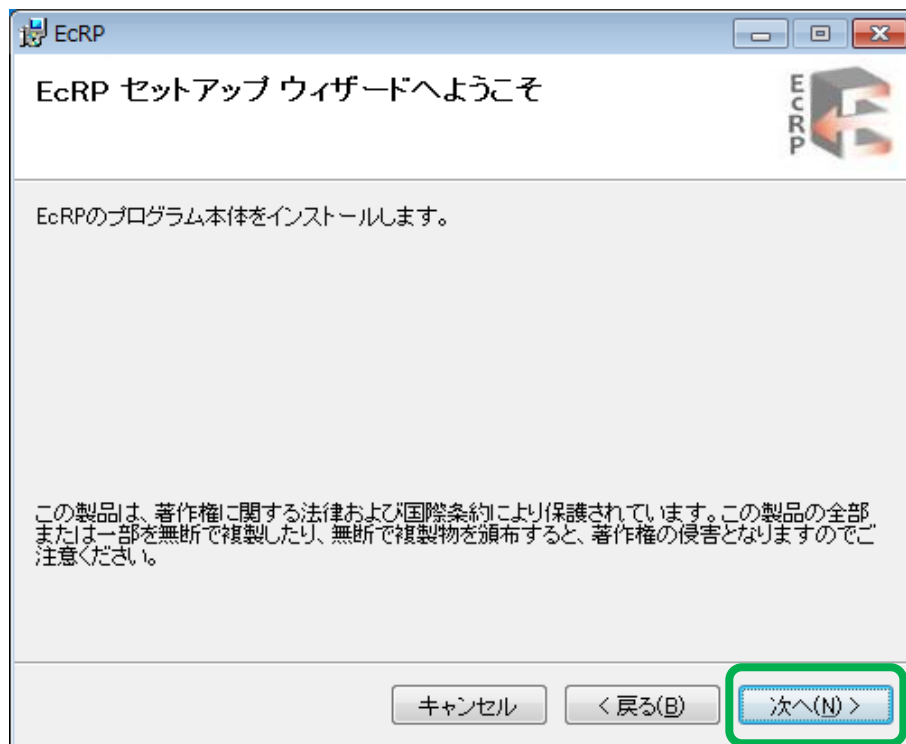 EcRP
EcRP セットアップ ウィザードへようこそ
EcRP
EcRPのプログラム本体をインストールします。
この製品は、著作権に関する法律および国際条約により保護されています。この製品の全部
または一部を無断で複製したり、無断で複製物を頒布すると、著作権の侵害となりますのでご
注意ください。
キャンセル
< 戻る(B)
次へ(N) >